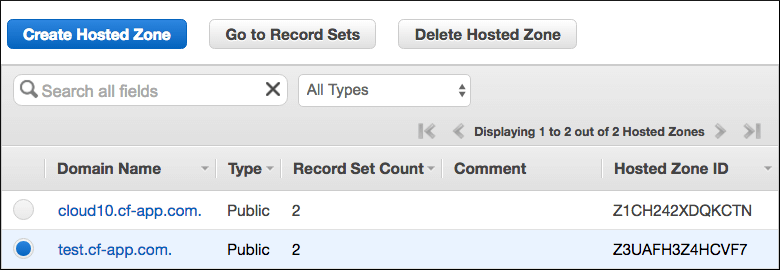 Create Hosted Zone Go to Record Sets Delete Hosted Zone
Search all fields All Types
Displaying 1 to 2 out of 2 Hosted Zones
Domain Name Type Record Set Count Comment Hosted Zone ID
cloud10.cf-app.com. Public 2 Z1CH242XDQKCTN
test.cf-app.com. Public 2 Z3UAFH3Z4HCVF7